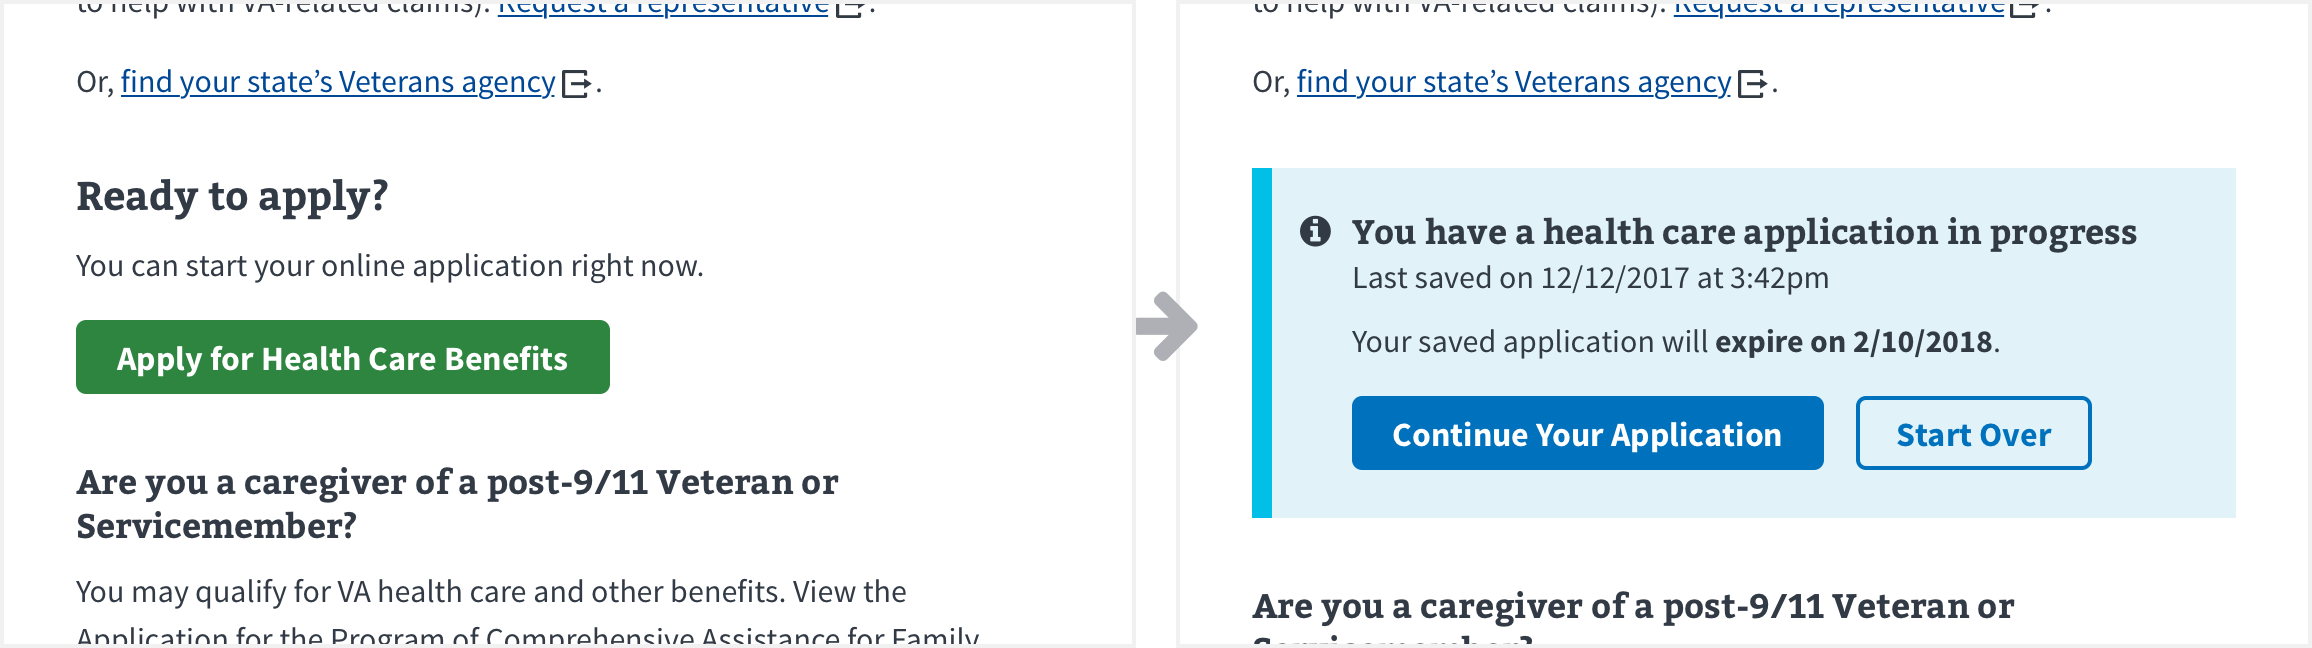 to help with VA-related claims). Request a representative.
Or, find your state’s Veterans agency.
Ready to apply?
You can start your online application right now.
Apply for Health Care Benefits
Are you a caregiver of a post-9/11 Veteran or
Servicemember?
You may qualify for VA health care and other benefits. View the
Application for the Program of Comprehensive Assistance for Family
to help with VA-related claims). Request a representative.
Or, find your state’s Veterans agency.
You have a health care application in progress
Last saved on 12/12/2017 at 3:42pm
Your saved application will expire on 2/10/2018.
Continue Your Application
Start Over
Are you a caregiver of a post-9/11 Veteran or
Servicemember?